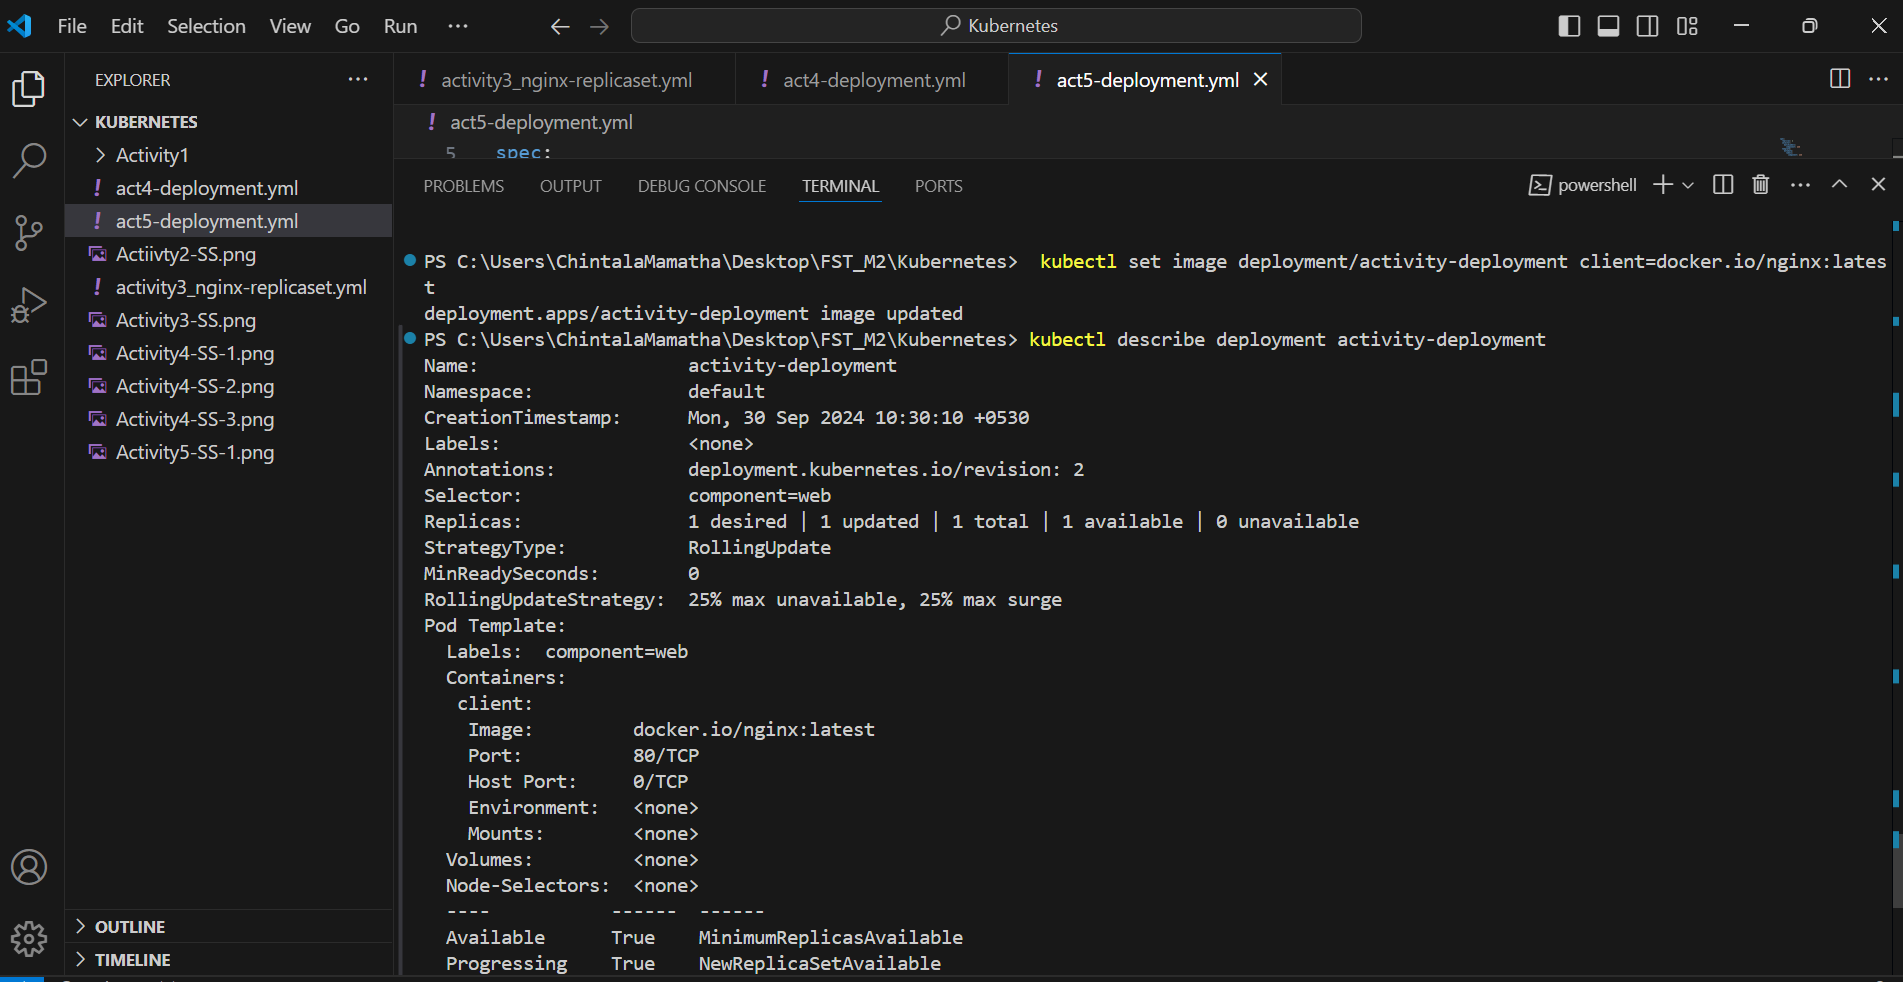 File Edit Selection View Go Run ··· Kubernetes
EXPLORER ···
KUBERNETES
Activity1
! act4-deployment.yml
! act5-deployment.yml
Actiivty2-SS.png
! activity3_nginx-replicaset.yml
Activity3-SS.png
Activity4-SS-1.png
Activity4-SS-2.png
Activity4-SS-3.png
Activity5-SS-1.png
OUTLINE
TIMELINE
! activity3_nginx-replicaset.yml ! act4-deployment.yml ! act5-deployment.yml
! act5-deployment.yml
5 spec:
PROBLEMS OUTPUT DEBUG CONSOLE TERMINAL PORTS powershell
PS C:\Users\ChintalaMamatha\Desktop\FST_M2\Kubernetes> kubectl set image deployment/activity-deployment client=docker.io/nginx:lates
t
deployment.apps/activity-deployment image updated
PS C:\Users\ChintalaMamatha\Desktop\FST_M2\Kubernetes> kubectl describe deployment activity-deployment
Name: activity-deployment
Namespace: default
CreationTimestamp: Mon, 30 Sep 2024 10:30:10 +0530
Labels: <none>
Annotations: deployment.kubernetes.io/revision: 2
Selector: component=web
Replicas: 1 desired | 1 updated | 1 total | 1 available | 0 unavailable
StrategyType: RollingUpdate
MinReadySeconds: 0
RollingUpdateStrategy: 25% max unavailable, 25% max surge
Pod Template:
Labels: component=web
Containers:
client:
Image: docker.io/nginx:latest
Port: 80/TCP
Host Port: 0/TCP
Environment: <none>
Mounts: <none>
Volumes: <none>
Node-Selectors: <none>
---- ------ ------
Available True MinimumReplicasAvailable
Progressing True NewReplicaSetAvailable